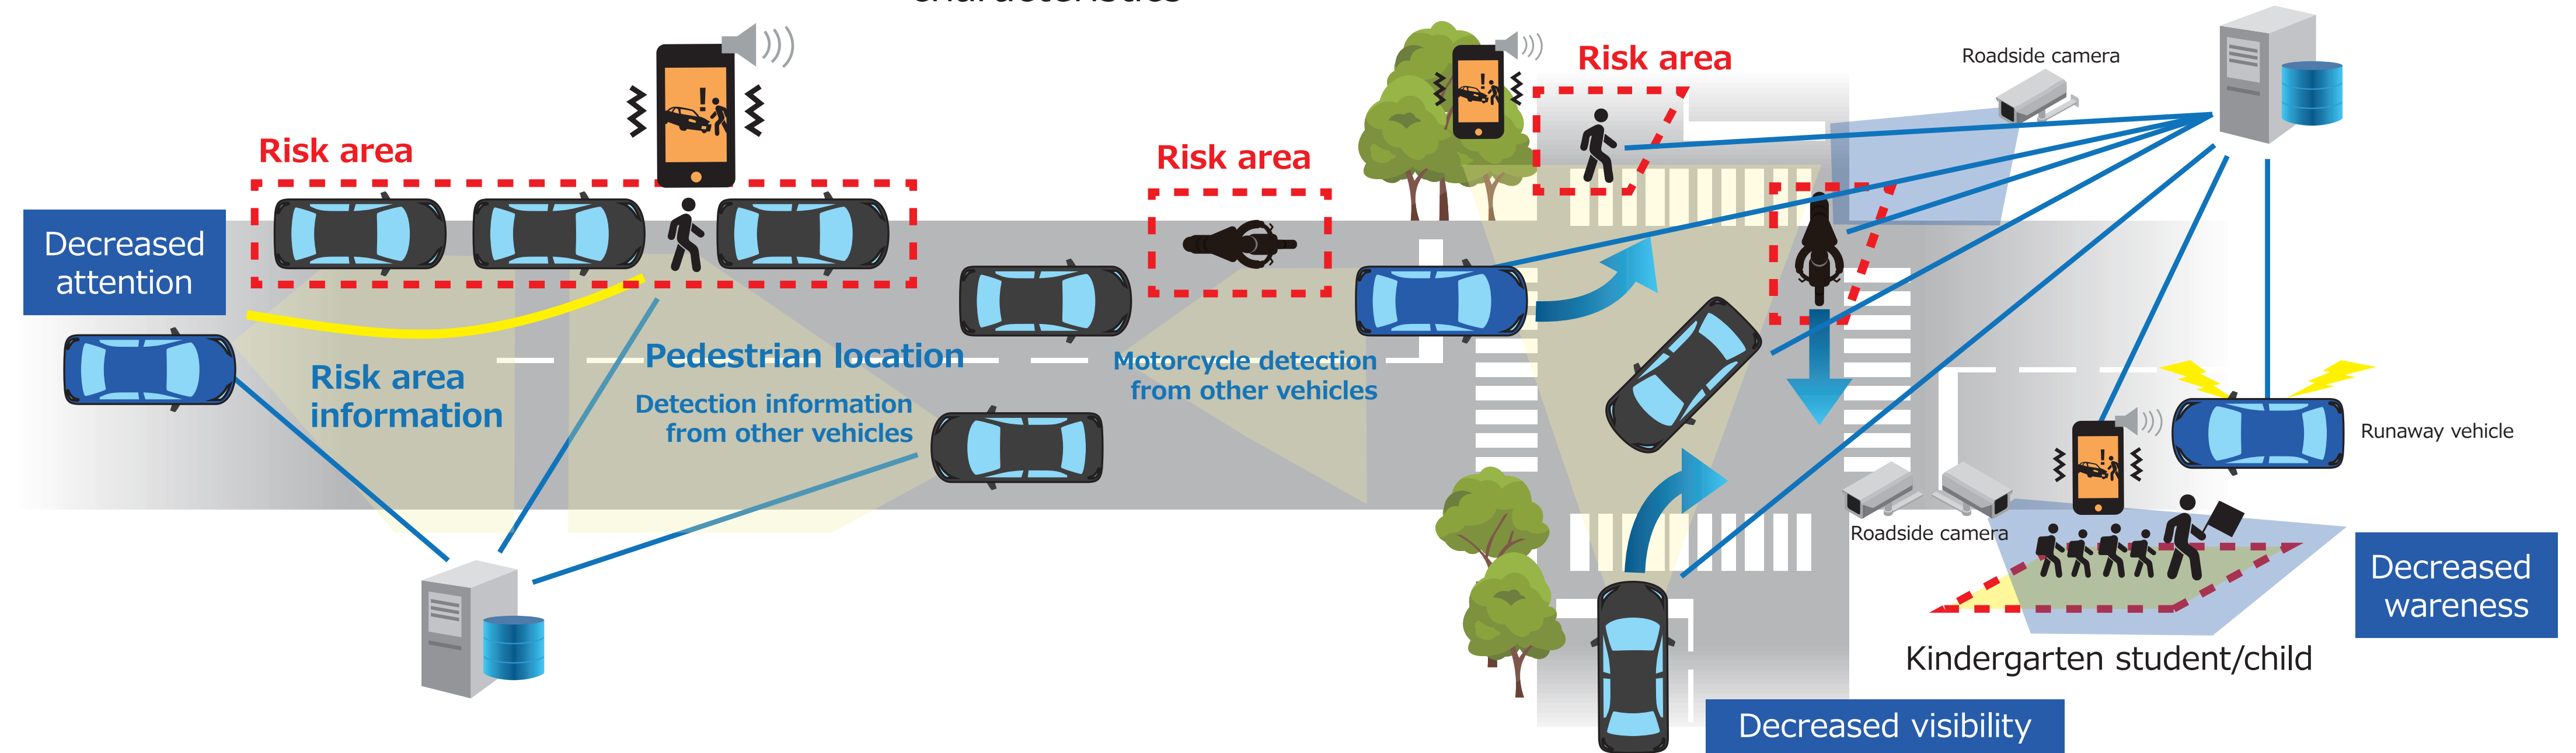 characteristics
Risk area
Roadside camera
Risk area
Risk area
Decreased
attention
Risk area
information
Pedestrian location
Detection information
from other vehicles
Motorcycle detection
from other vehicles
Runaway vehicle
Roadside camera
Decreased
wareness
Kindergarten student/child
Decreased visibility